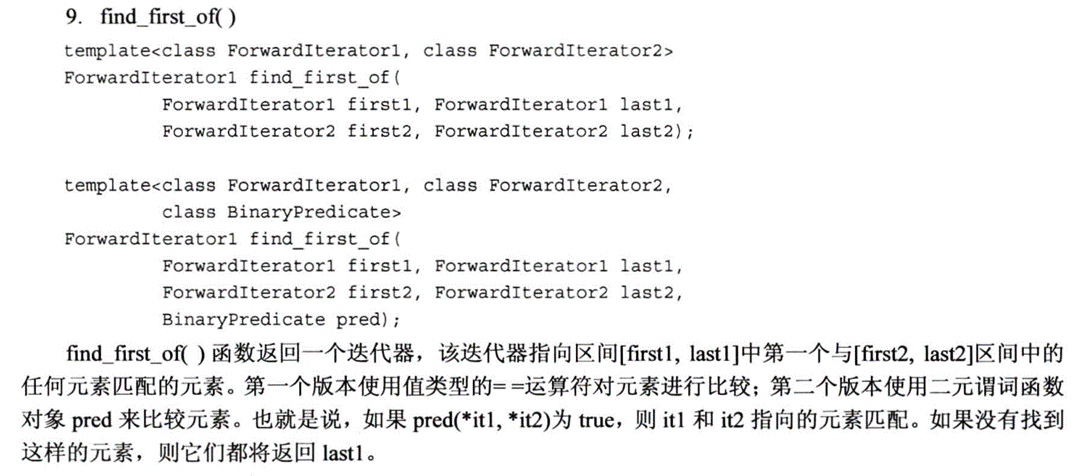 9. find_first_of( )
template<class ForwardIterator1, class ForwardIterator2>
ForwardIterator1 find_first_of(
ForwardIterator1 first1, ForwardIterator1 last1,
ForwardIterator2 first2, ForwardIterator2 last2);
template<class ForwardIterator1, class ForwardIterator2,
class BinaryPredicate>
ForwardIterator1 find_first_of(
ForwardIterator1 first1, ForwardIterator1 last1,
ForwardIterator2 first2, ForwardIterator2 last2,
BinaryPredicate pred);
find_first_of( ) 函数返回一个迭代器，该迭代器指向区间[first1, last1]中第一个与[first2, last2]区间中的
任何元素匹配的元素。第一个版本使用值类型的= =运算符对元素进行比较；第二个版本使用二元谓词函数
对象 pred 来比较元素。也就是说，如果 pred(*it1, *it2)为 true，则 it1 和 it2 指向的元素匹配。如果没有找到
这样的元素，则它们都将返回 last1。